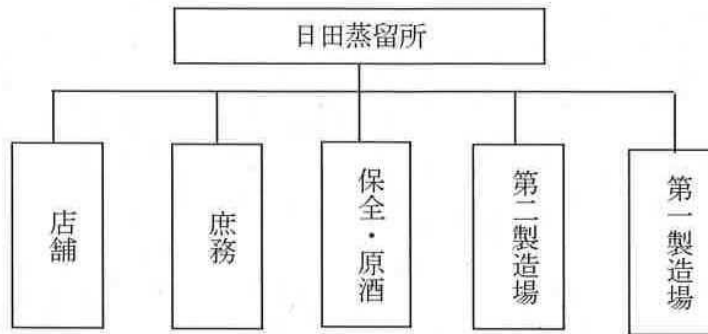 日田蒸留所
店舗
庶務
保全・原酒
第二製造場
第一製造場